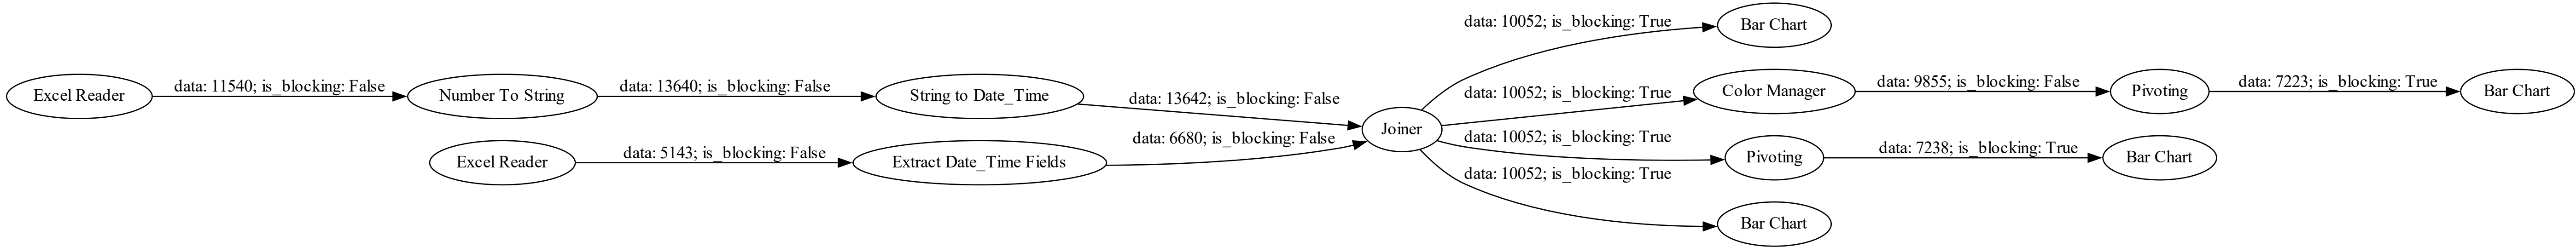 data: 10052; is_blocking: True
Bar Chart
Excel Reader
data: 11540; is_blocking: False
Number To String
data: 13640; is_blocking: False
String to Date_Time
data: 13642; is_blocking: False
data: 10052; is_blocking: True
Color Manager
data: 9855; is_blocking: False
Pivoting
data: 7223; is_blocking: True
Bar Chart
Joiner
Excel Reader
data: 5143; is_blocking: False
Extract Date_Time Fields
data: 6680; is_blocking: False
data: 10052; is_blocking: True
Pivoting
data: 7238; is_blocking: True
Bar Chart
data: 10052; is_blocking: True
Bar Chart